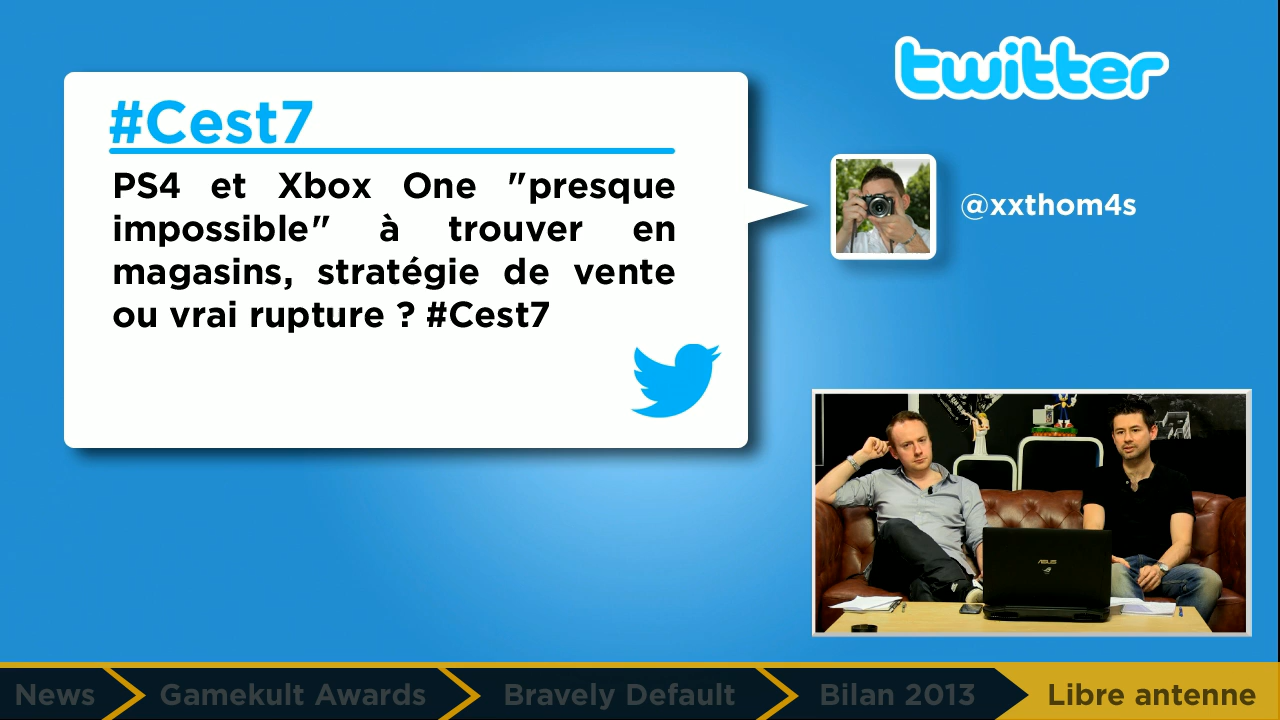 twitter
#Cest7
PS4 et Xbox One "presque
impossible" à trouver en
magasins, stratégie de vente
ou vrai rupture ? #Cest7
@xxthom4s
ASUS
News
Gamekult Awards
Bravely Default
Bilan 2013
Libre antenne